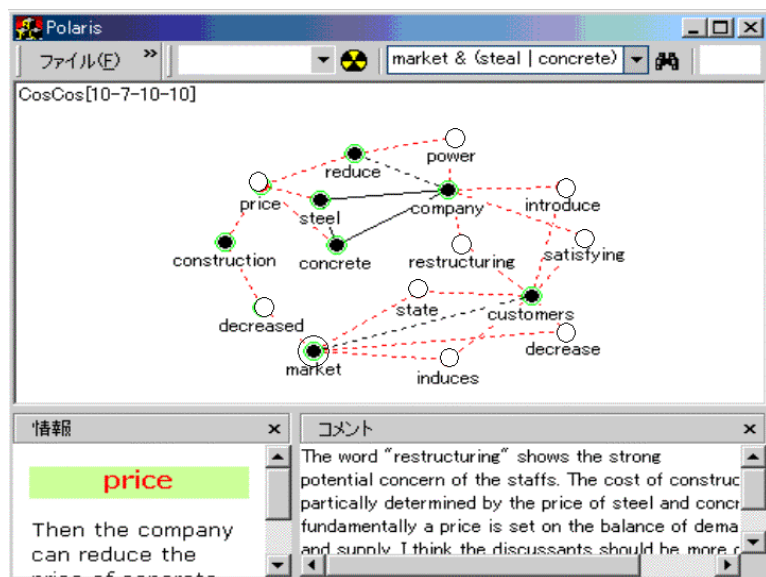 Polaris
ファイル(F) »
market & (steal | concrete)
CosCos[10-7-10-10]
power
reduce
price
steel
company
introduce
construction
concrete
restructuring
satisfying
state
customers
decreased
decrease
market
induces
情報 ×
コメント ×
price
Then the company
can reduce the
price of concrete
The word "restructuring" shows the strong
potential concern of the staffs. The cost of construc
partically determined by the price of steel and concr
fundamentally a price is set on the balance of dema
and supply. I think the discussants should be more